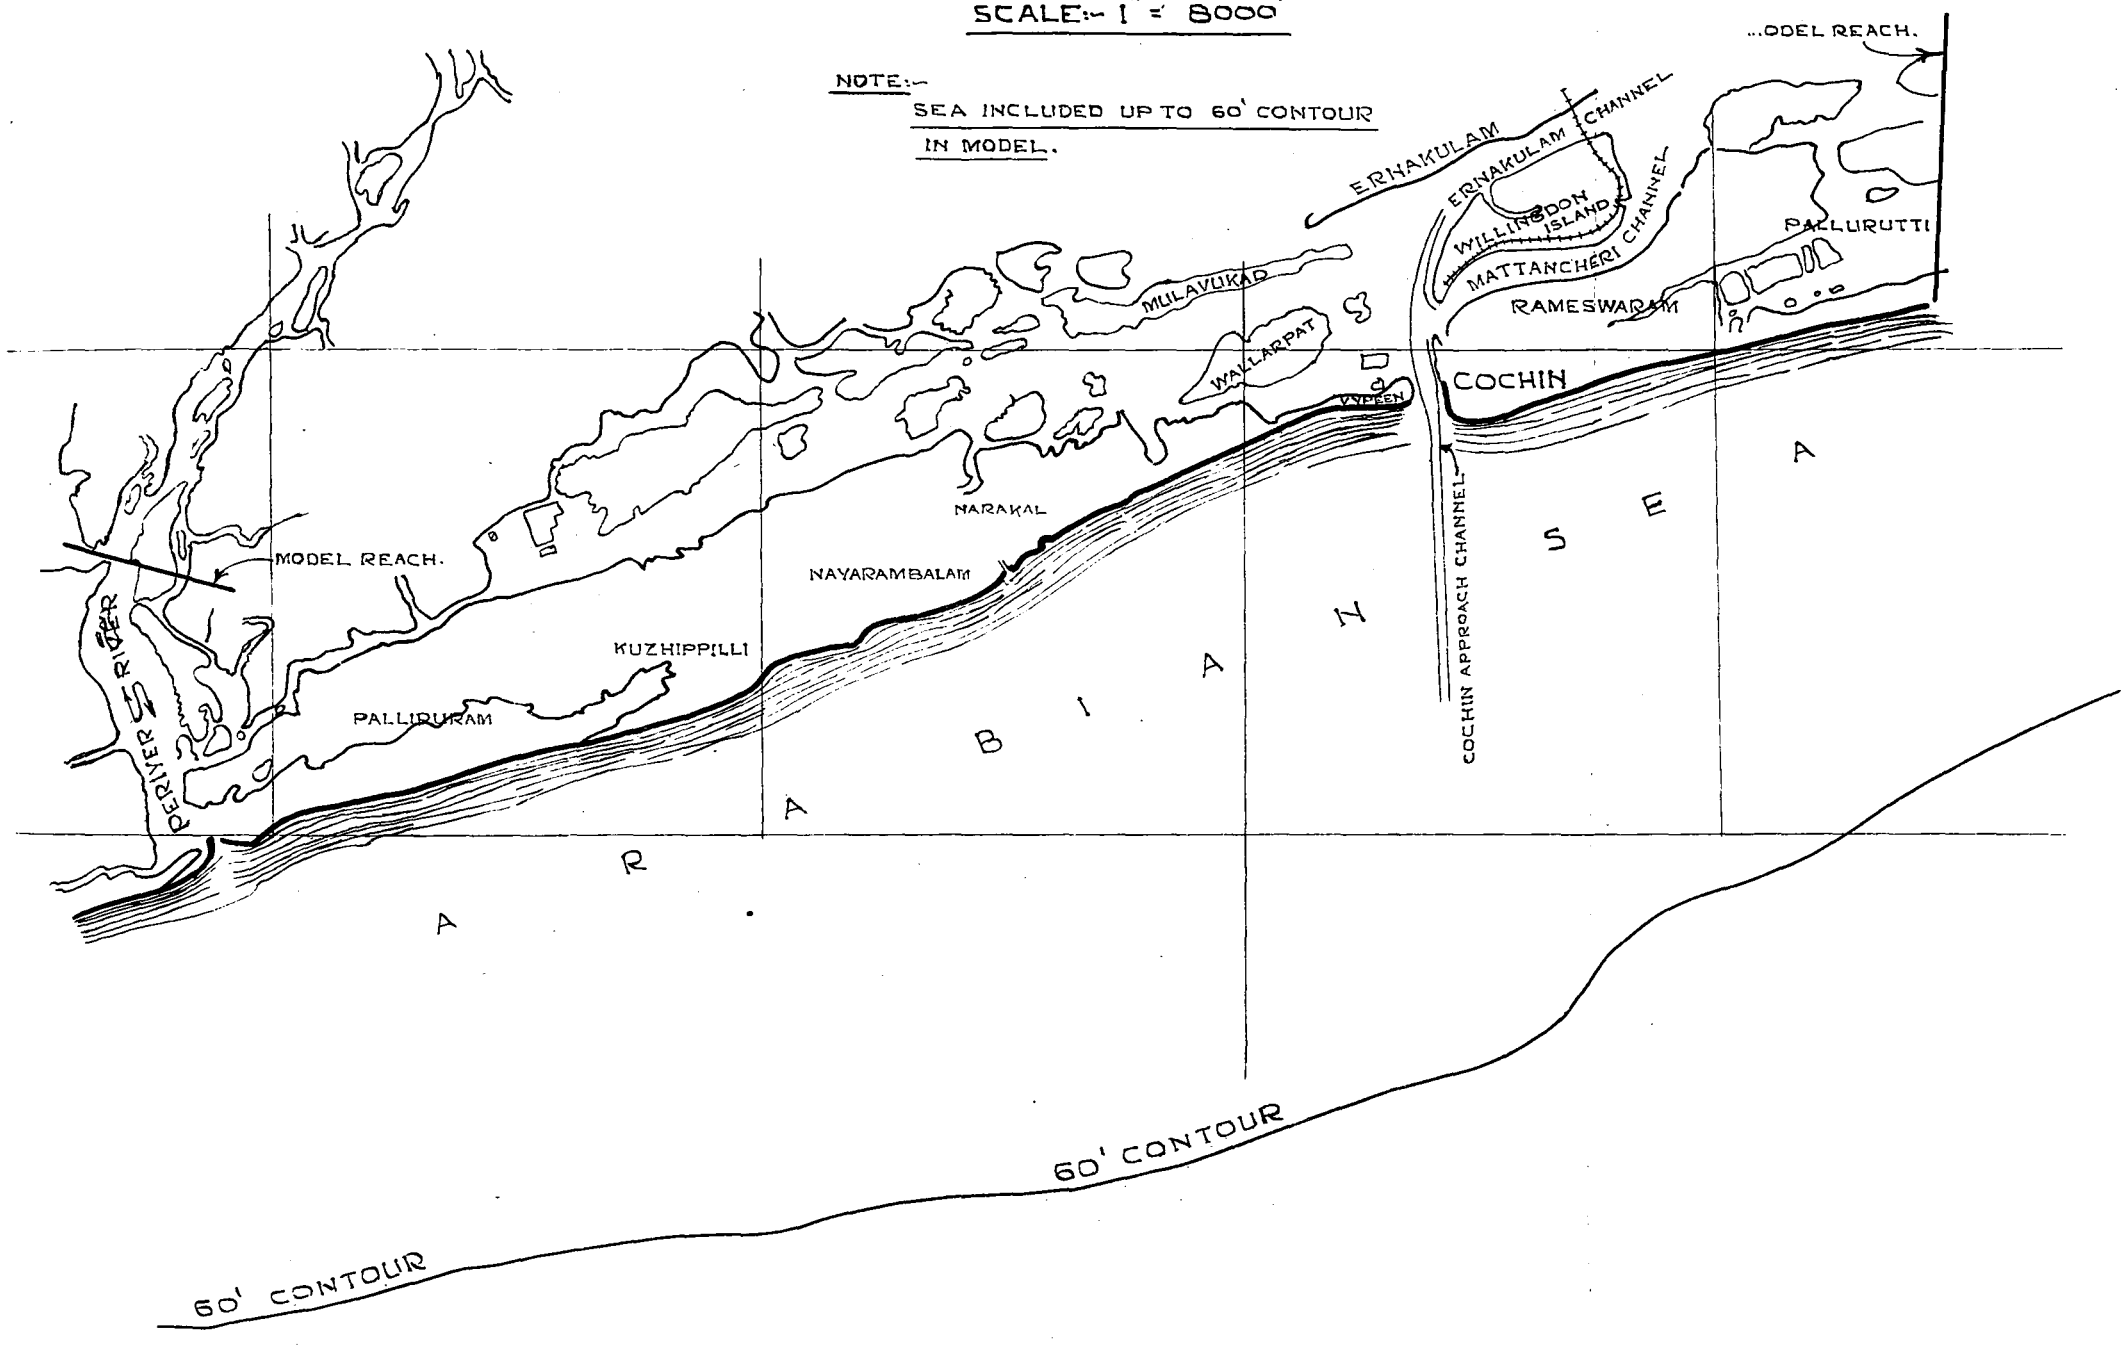 SCALE:- 1" = 8000'
...ODEL REACH.
NOTE:-
SEA INCLUDED UP TO 60' CONTOUR
IN MODEL.
ERNAKULAM
ERNAKULAM CHANNEL
WILLINGDON
ISLAND
MATTANCHERI CHANNEL
PALLURUTTI
RAMESWARAM
MULAVUKAD
WALLARPAT
VYPEEN
COCHIN
COCHIN APPROACH CHANNEL
NARAKAL
NAYARAMBALAM
MODEL REACH.
KUZHIPPILLI
PALLIPURAM
PERIYER RIVER
ARABIAN SEA
60' CONTOUR
60' CONTOUR